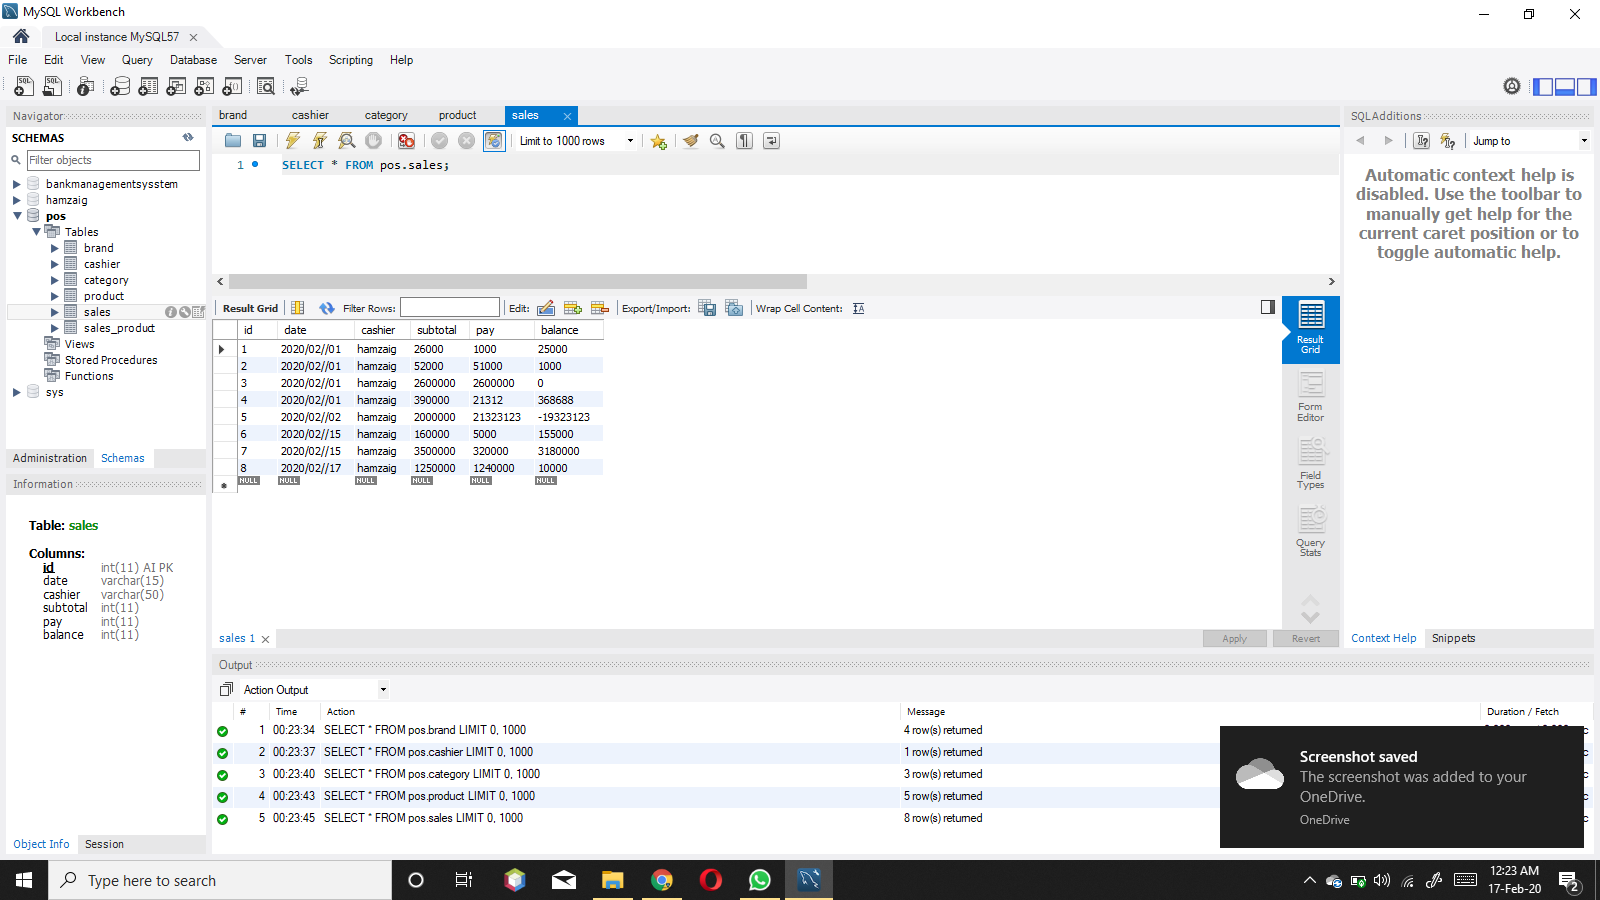 MySQL Workbench
Local instance MySQL57
File Edit View Query Database Server Tools Scripting Help
Navigator
SCHEMAS
Filter objects
bankmanagementsysstem
hamzaig
pos
Tables
brand
cashier
category
product
sales
sales_product
Views
Stored Procedures
Functions
sys
Administration Schemas
Information
Table: sales
Columns:
id int(11) AI PK
date varchar(15)
cashier varchar(50)
subtotal int(11)
pay int(11)
balance int(11)
Object Info Session
brand cashier category product sales
Limit to 1000 rows
1 SELECT * FROM pos.sales;
Result Grid Filter Rows: Edit: Export/Import: Wrap Cell Content:
id date cashier subtotal pay balance
1 2020/02//01 hamzaig 26000 1000 25000
2 2020/02//01 hamzaig 52000 51000 1000
3 2020/02//01 hamzaig 2600000 2600000 0
4 2020/02//01 hamzaig 390000 21312 368688
5 2020/02//02 hamzaig 2000000 21323123 -19323123
6 2020/02//15 hamzaig 160000 5000 155000
7 2020/02//15 hamzaig 3500000 320000 3180000
8 2020/02//17 hamzaig 1250000 1240000 10000
NULL NULL NULL NULL NULL NULL
Result
Grid
Form
Editor
Field
Types
Query
Stats
sales 1
Apply Revert
SQLAdditions
Jump to
Automatic context help is
disabled. Use the toolbar to
manually get help for the
current caret position or to
toggle automatic help.
Context Help Snippets
Output
Action Output
# Time Action Message Duration / Fetch
1 00:23:34 SELECT * FROM pos.brand LIMIT 0, 1000 4 row(s) returned
2 00:23:37 SELECT * FROM pos.cashier LIMIT 0, 1000 1 row(s) returned
3 00:23:40 SELECT * FROM pos.category LIMIT 0, 1000 3 row(s) returned
4 00:23:43 SELECT * FROM pos.product LIMIT 0, 1000 5 row(s) returned
5 00:23:45 SELECT * FROM pos.sales LIMIT 0, 1000 8 row(s) returned
Screenshot saved
The screenshot was added to your
OneDrive.
OneDrive
Type here to search
12:23 AM
17-Feb-20
2